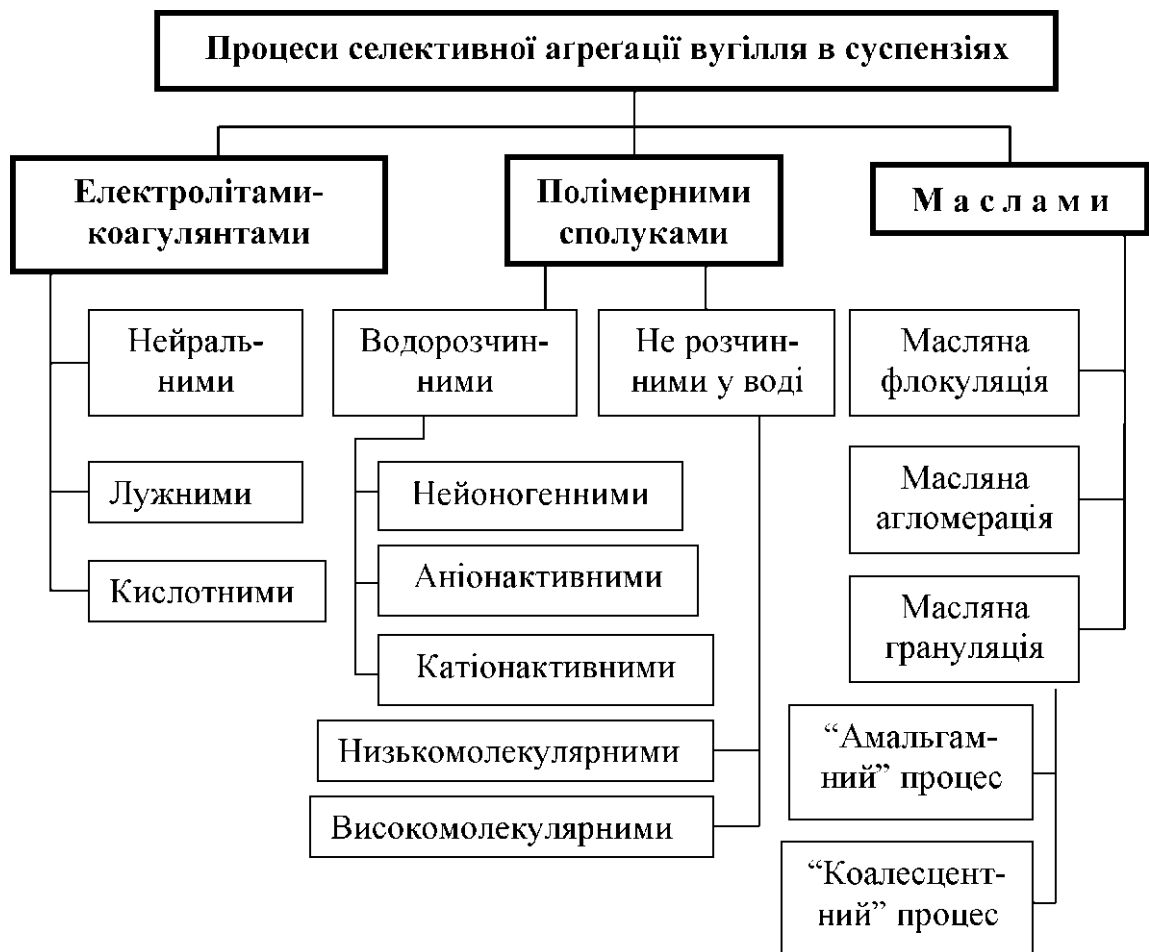 Процеси селективної аґреґації вугілля в суспензіях
Електролітами-
коагулянтами
Полімерними
сполуками
М а с л а м и
Нейраль-
ними
Водорозчин-
ними
Не розчин-
ними у воді
Масляна
флокуляція
Лужними
Нейоногенними
Масляна
агломерація
Кислотними
Аніонактивними
Масляна
грануляція
Катіонактивними
Низькомолекулярними
“Амальгам-
ний” процес
Високомолекулярними
“Коалесцент-
ний” процес